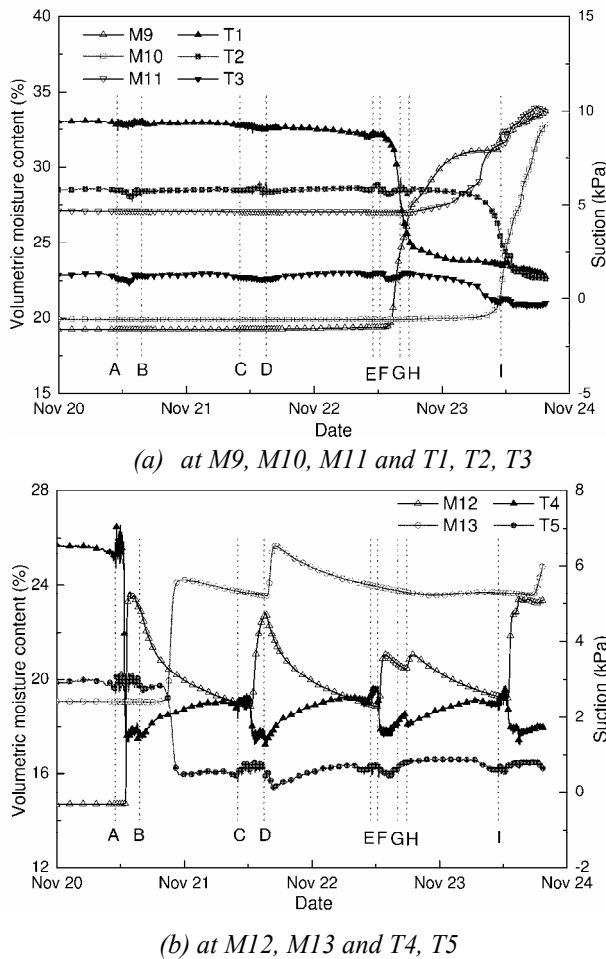 40
35
30
25
20
15
Volumetric moisture content (%)
M9 T1
M10 T2
M11 T3
15
10
5
0
-5
Suction (kPa)
A B C D E F G H I
Nov 20 Nov 21 Nov 22 Nov 23 Nov 24
Date
(a) at M9, M10, M11 and T1, T2, T3
28
24
20
16
12
Volumetric moisture content (%)
M12 T4
M13 T5
8
6
4
2
0
-2
Suction (kPa)
A B C D E F G H I
Nov 20 Nov 21 Nov 22 Nov 23 Nov 24
Date
(b) at M12, M13 and T4, T5